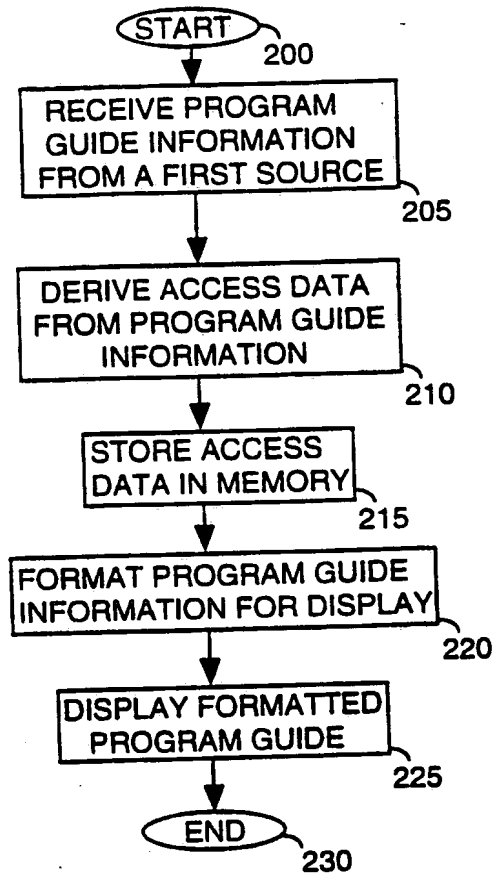 START
200
RECEIVE PROGRAM
GUIDE INFORMATION
FROM A FIRST SOURCE
205
DERIVE ACCESS DATA
FROM PROGRAM GUIDE
INFORMATION
210
STORE ACCESS
DATA IN MEMORY
215
FORMAT PROGRAM GUIDE
INFORMATION FOR DISPLAY
220
DISPLAY FORMATTED
PROGRAM GUIDE
225
END
230